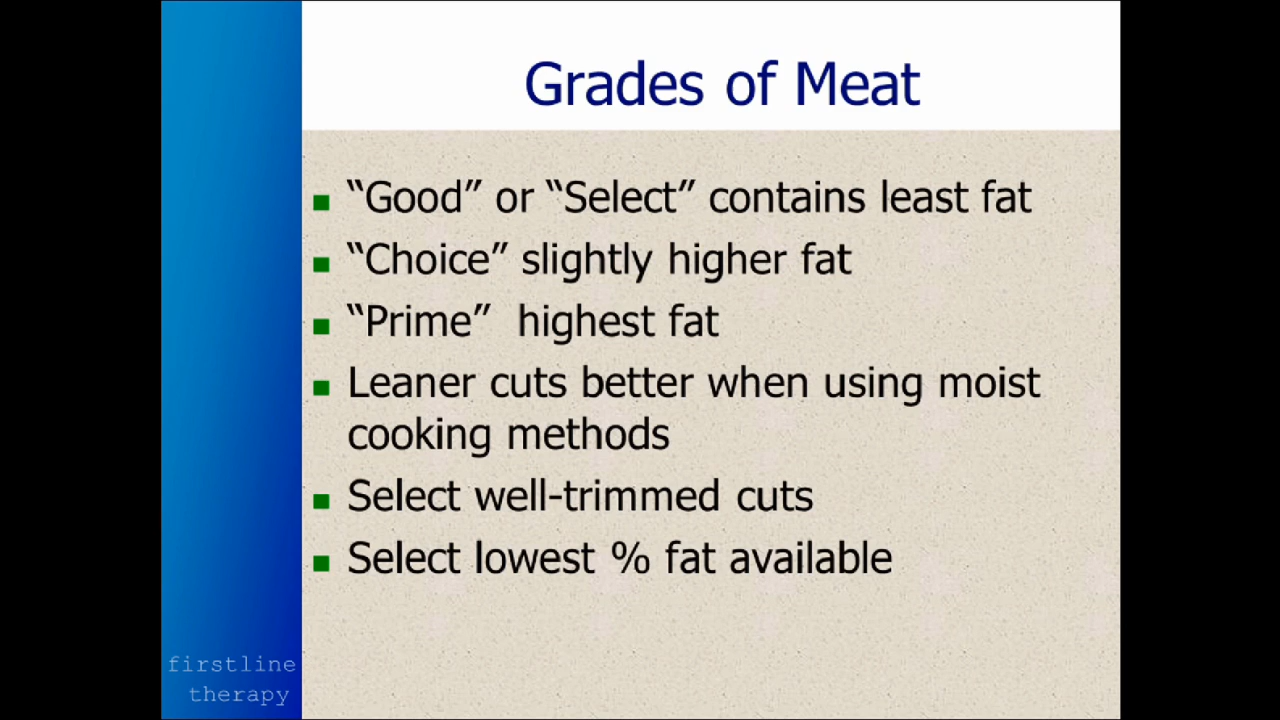 Grades of Meat
“Good” or “Select” contains least fat
“Choice” slightly higher fat
“Prime”  highest fat
Leaner cuts better when using moist
cooking methods
Select well-trimmed cuts
Select lowest % fat available
firstline
therapy